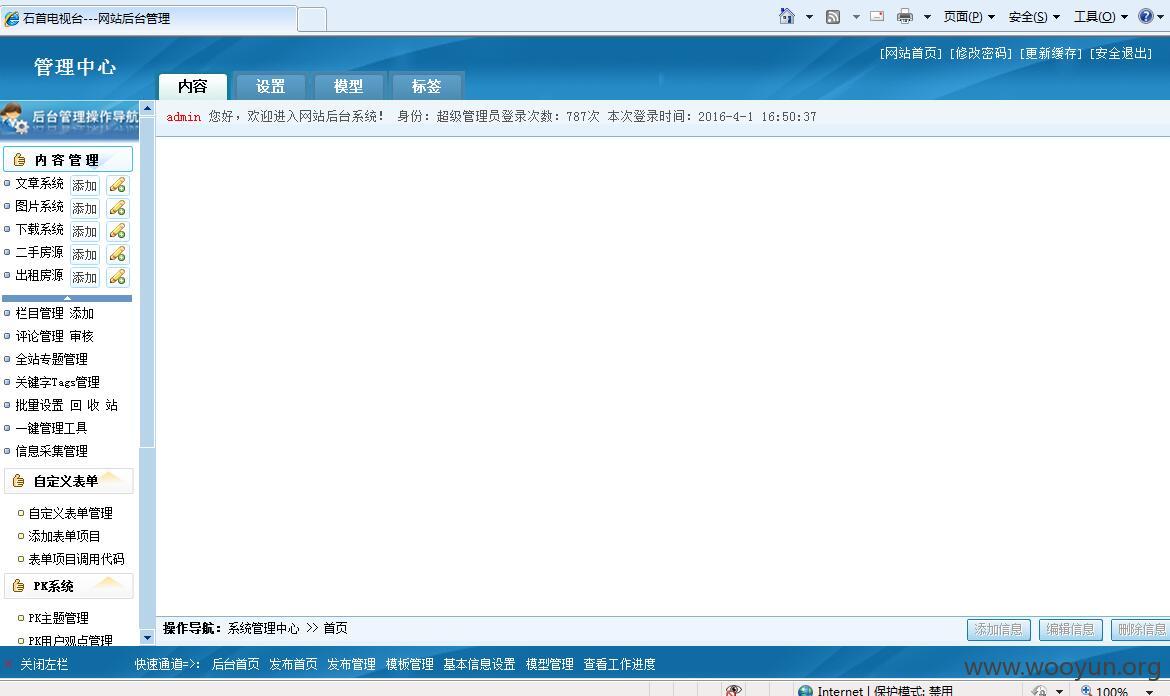 石首电视台---网站后台管理
页面(P) 安全(S) 工具(O)
管理中心
[网站首页] [修改密码] [更新缓存] [安全退出]
内容 设置 模型 标签
后台管理操作导航
admin 您好，欢迎进入网站后台系统！ 身份：超级管理员登录次数：787次 本次登录时间：2016-4-1 16:50:37
内容管理
文章系统 添加
图片系统 添加
下载系统 添加
二手房源 添加
出租房源 添加
栏目管理 添加
评论管理 审核
全站专题管理
关键字Tags管理
批量设置 回 收 站
一键管理工具
信息采集管理
自定义表单
自定义表单管理
添加表单项目
表单项目调用代码
PK系统
PK主题管理
PK用户观点管理
操作导航：系统管理中心 >> 首页
添加信息 编辑信息 删除信息
关闭左栏
快速通道=>： 后台首页 发布首页 发布管理 模板管理 基本信息设置 模型管理 查看工作进度
www.wooyun.org
Internet | 保护模式: 禁用
100%